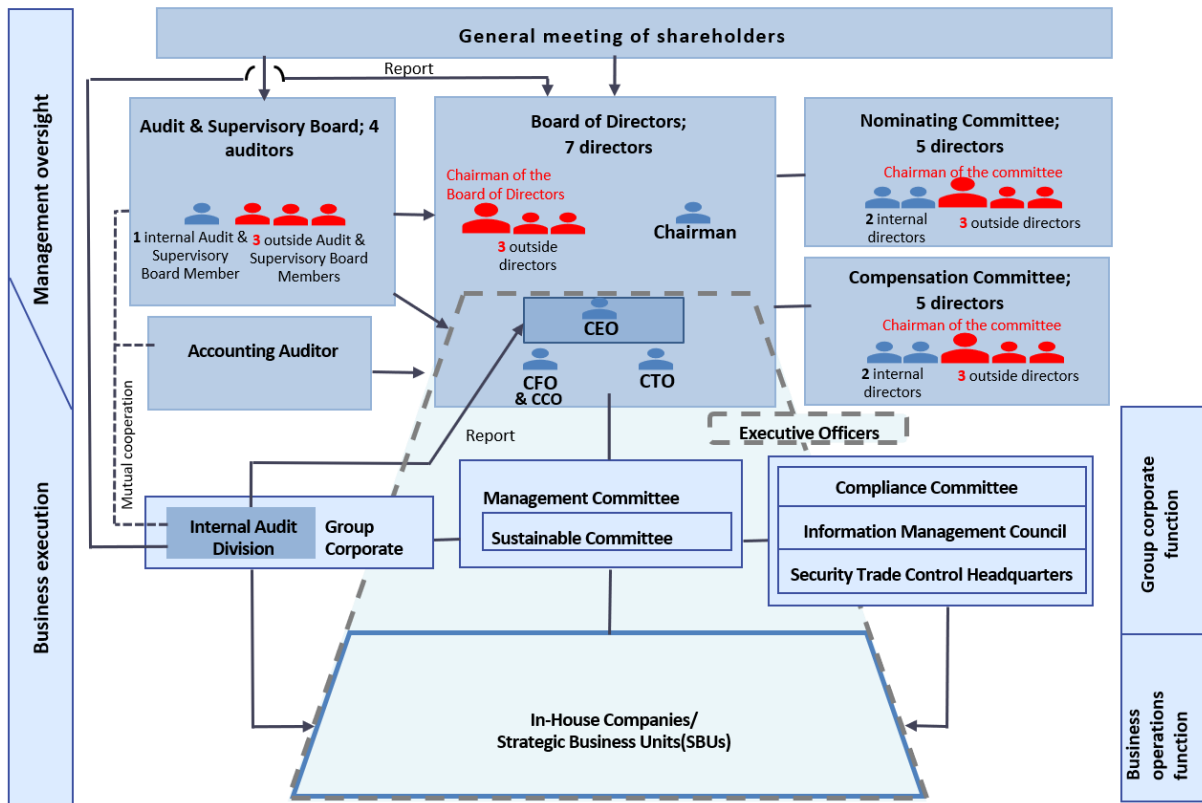 General meeting of shareholders
Report
Management oversight
Audit & Supervisory Board; 4
auditors
1 internal Audit &
Supervisory
Board Member
3 outside Audit &
Supervisory Board
Members
Board of Directors;
7 directors
Chairman of the
Board of Directors
3 outside
directors
Chairman
Nominating Committee;
5 directors
Chairman of the committee
2 internal
directors
3 outside directors
Compensation Committee;
5 directors
Chairman of the committee
2 internal
directors
3 outside directors
CEO
CFO
& CCO
CTO
Accounting Auditor
Mutual cooperation
Report
Executive Officers
Business execution
Internal Audit
Division
Group
Corporate
Management Committee
Sustainable Committee
Compliance Committee
Information Management Council
Security Trade Control Headquarters
Group corporate
function
In-House Companies/
Strategic Business Units(SBUs)
Business
operations
function